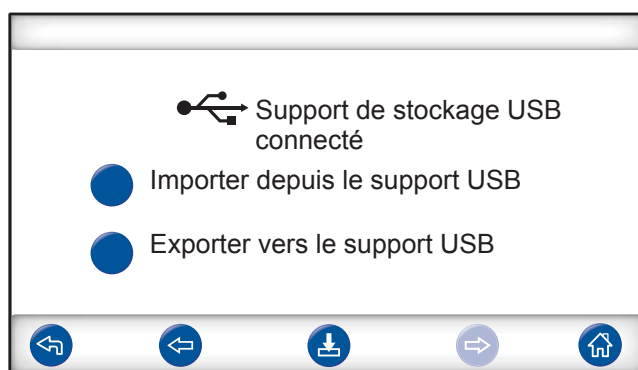 Support de stockage USB
connecté
Importer depuis le support USB
Exporter vers le support USB